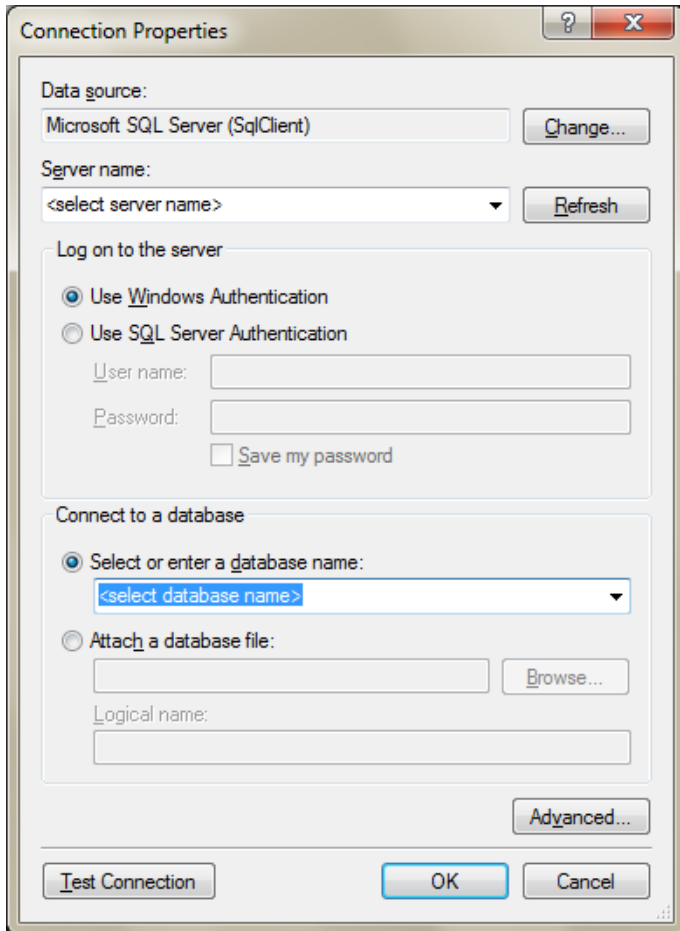 Connection Properties
?
X
Data source:
Microsoft SQL Server (SqlClient)
Change...
Server name:
<select server name>
Refresh
Log on to the server
Use Windows Authentication
Use SQL Server Authentication
User name:
Password:
Save my password
Connect to a database
Select or enter a database name:
<select database name>
Attach a database file:
Browse...
Logical name:
Advanced...
Test Connection
OK
Cancel